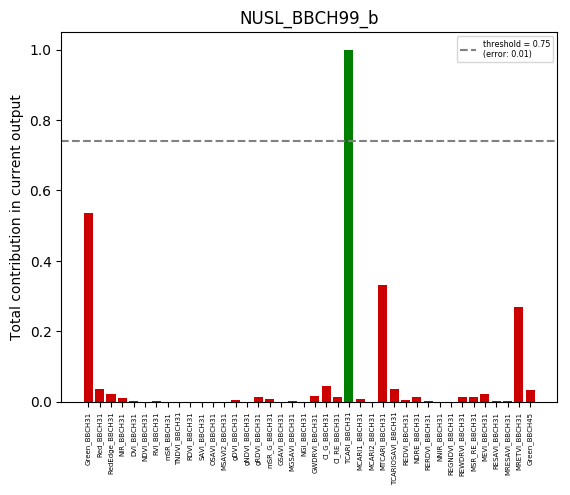 NUSL_BBCH99_b
threshold = 0.75
(error: 0.01)
Total contribution in current output
1.0
0.8
0.6
0.4
0.2
0.0
Green_BBCH31
Red_BBCH31
RedEdge_BBCH31
NIR_BBCH31
DVI_BBCH31
NDVI_BBCH31
RVI_BBCH31
mSR_BBCH31
TNDVI_BBCH31
RDVI_BBCH31
SAVI_BBCH31
OSAVI_BBCH31
MSAVI2_BBCH31
gDVI_BBCH31
gNDVI_BBCH31
gRDVI_BBCH31
mSR_G_BBCH31
GSAVI_BBCH31
MGSAVI_BBCH31
NGI_BBCH31
GWDRVI_BBCH31
CI_G_BBCH31
CI_RE_BBCH31
TCARI_BBCH31
MCARI1_BBCH31
MCARI2_BBCH31
MTCARI_BBCH31
TCARIOSAVI_BBCH31
REDVI_BBCH31
NDRE_BBCH31
RERDVI_BBCH31
NNIR_BBCH31
REGNDVI_BBCH31
REWDRVI_BBCH31
MSR_RE_BBCH31
MEVI_BBCH31
RESAVI_BBCH31
MRESAVI_BBCH31
MRETVI_BBCH31
Green_BBCH45